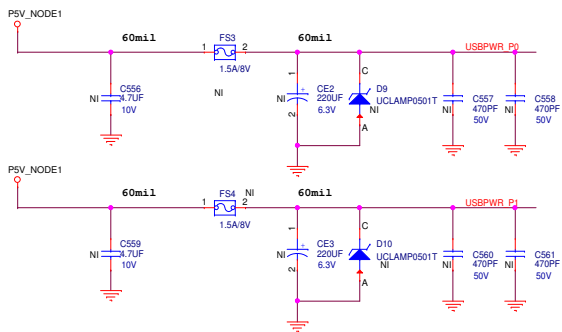 P5V_NODE1
60mil
FS3
60mil
1
2
USBPWR_P0
1.5A/8V
NI
C556
4.7UF
10V
NI
1
2
NI
CE2
220UF
6.3V
C
A
D9
UCLAMP0501T
NI
NI
C557
470PF
50V
NI
C558
470PF
50V
P5V_NODE1
60mil
FS4
NI
60mil
1
2
USBPWR_P1
1.5A/8V
NI
C559
4.7UF
10V
1
2
NI
CE3
220UF
6.3V
C
A
D10
UCLAMP0501T
NI
NI
C560
470PF
50V
NI
C561
470PF
50V